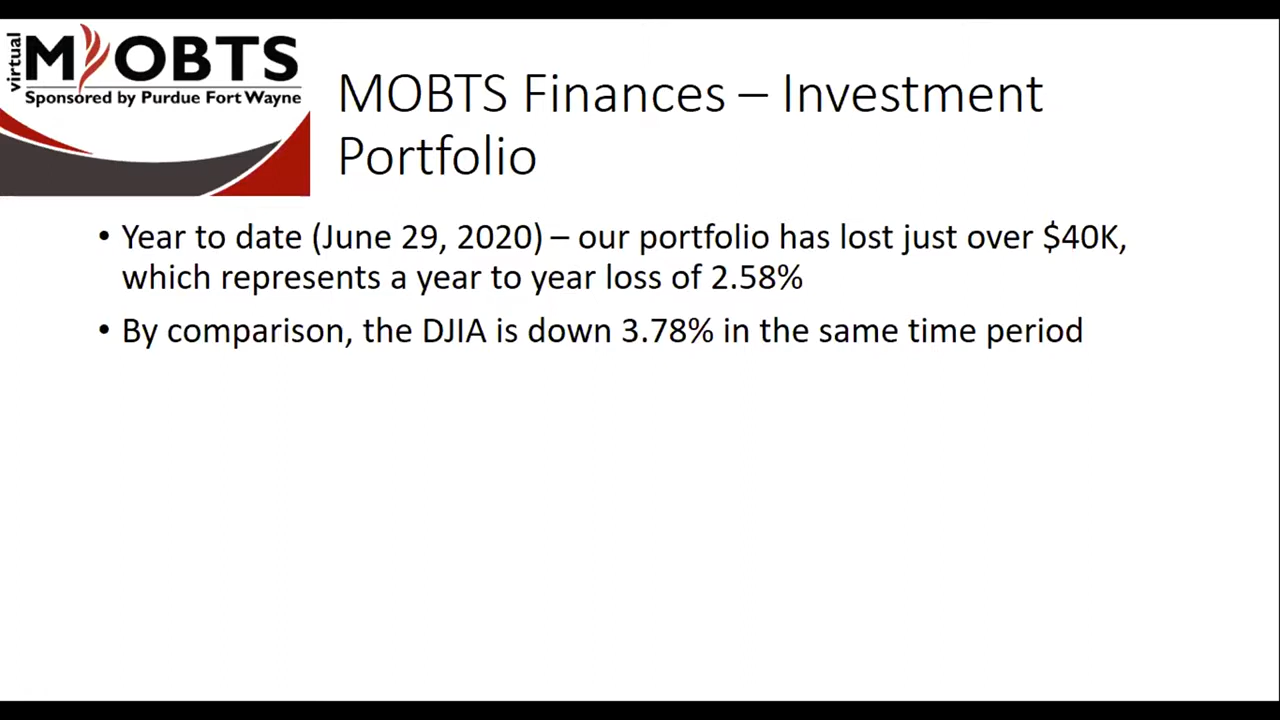 virtual
MOBTS
Sponsored by Purdue Fort Wayne
MOBTS Finances – Investment
Portfolio
• Year to date (June 29, 2020) – our portfolio has lost just over $40K,
which represents a year to year loss of 2.58%
• By comparison, the DJIA is down 3.78% in the same time period